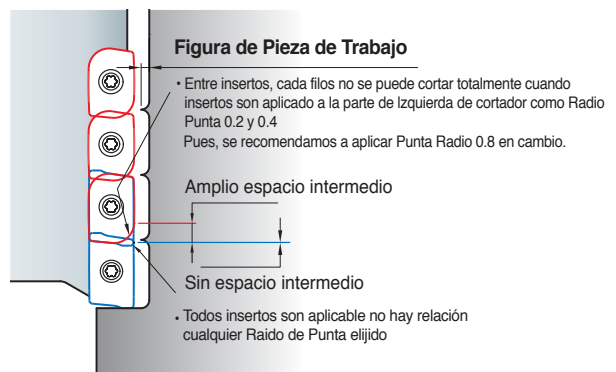 Figura de Pieza de Trabajo
• Entre insertos, cada filos no se puede cortar totalmente cuando
insertos son aplicado a la parte de Izquierda de cortador como Radio
Punta 0.2 y 0.4
Pues, se recomendamos a aplicar Punta Radio 0.8 en cambio.
Amplio espacio intermedio
Sin espacio intermedio
• Todos insertos son aplicable no hay relación
cualquier Raido de Punta elijido